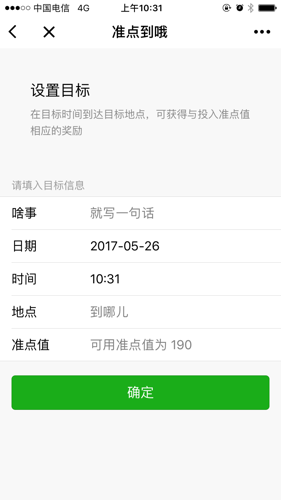 中国电信 4G 上午10:31
准点到哦
设置目标
在目标时间到达目标地点，可获得与投入准点值
相应的奖励
请填入目标信息
啥事 就写一句话
日期 2017-05-26
时间 10:31
地点 到哪儿
准点值 可用准点值为 190
确定